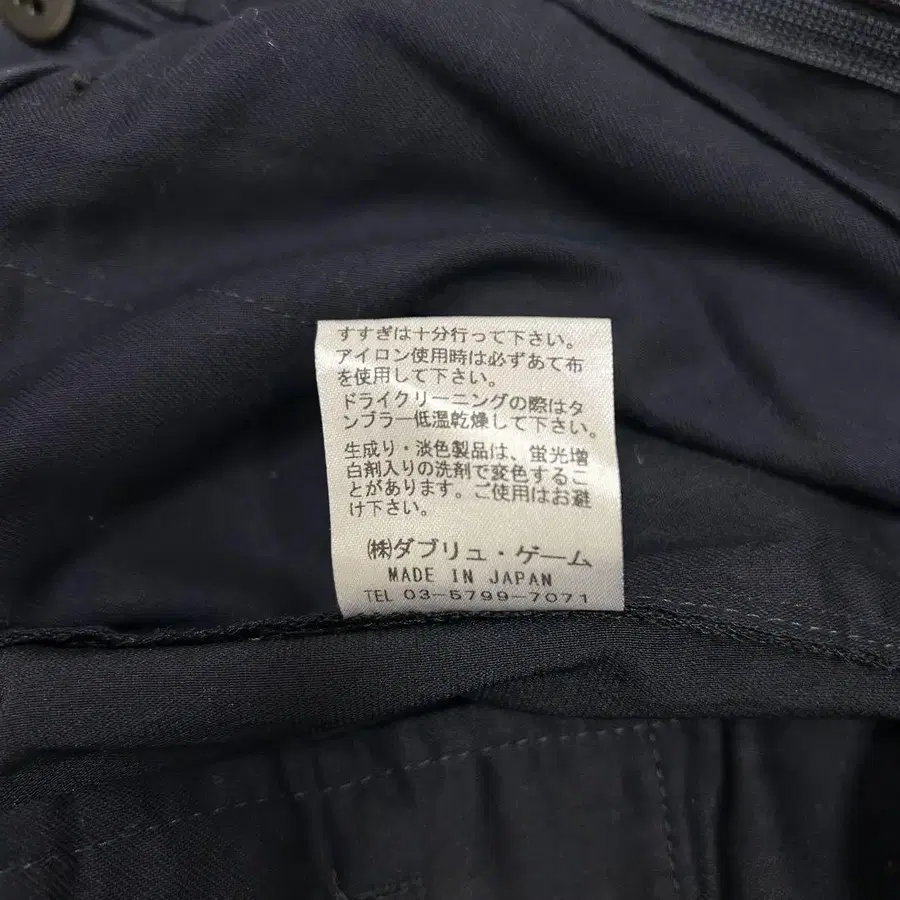 すすぎは十分行って下さい。
アイロン使用時は必ずあて布
を使用して下さい。
ドライクリーニングの際はタ
ンブラー低温乾燥して下さい。
生成り・淡色製品は、蛍光増
白剤入りの洗剤で変色するこ
とがあります。ご使用はお避
け下さい。
㈱ダブリュ・ゲーム
MADE IN JAPAN
TEL 03-5799-7071